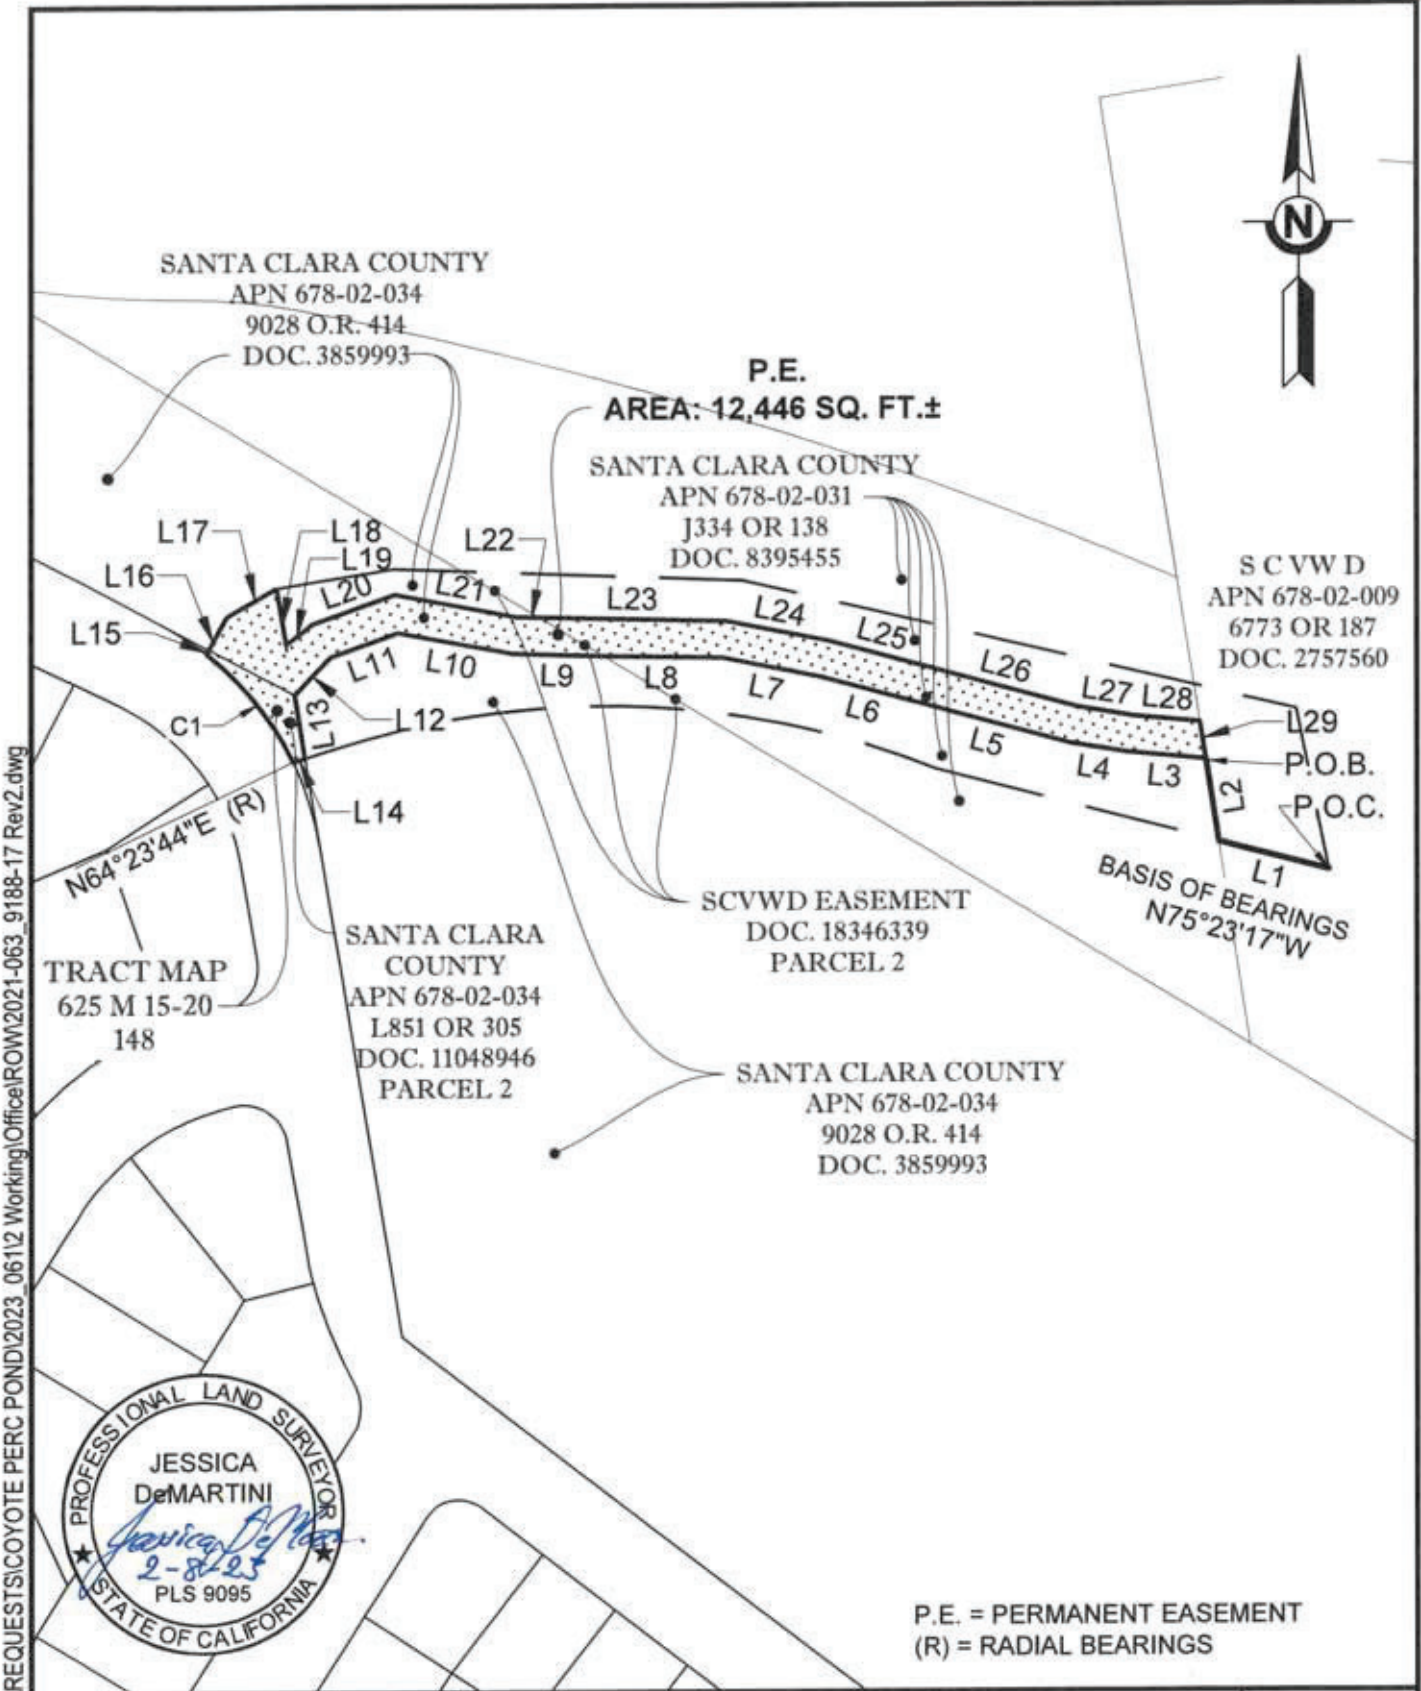 SANTA CLARA COUNTY
APN 678-02-034
9028 O.R. 414
DOC. 3859993
N
P.E.
AREA: 12,446 SQ. FT.±
SANTA CLARA COUNTY
APN 678-02-031
J334 OR 138
DOC. 8395455
S C VW D
APN 678-02-009
6773 OR 187
DOC. 2757560
L17
L18
L19
L16
L20
L15
L21
L22
L23
L24
L25
L26
L27
L28
L29
P.O.B.
P.O.C.
C1
L13
L12
L11
L10
L9
L8
L7
L6
L5
L4
L3
L2
L1
L14
N64°23'44"E (R)
BASIS OF BEARINGS
N75°23'17"W
SCVWD EASEMENT
DOC. 18346339
PARCEL 2
TRACT MAP
625 M 15-20
148
SANTA CLARA
COUNTY
APN 678-02-034
L851 OR 305
DOC. 11048946
PARCEL 2
SANTA CLARA COUNTY
APN 678-02-034
9028 O.R. 414
DOC. 3859993
REQUESTS\COYOTE PERC POND\2023_061\2 Working\Office\ROW\2021-063_9188-17 Rev2.dwg
PROFESSIONAL LAND SURVEYOR
JESSICA
DeMARTINI
2-8-23
PLS 9095
STATE OF CALIFORNIA
P.E. = PERMANENT EASEMENT
(R) = RADIAL BEARINGS